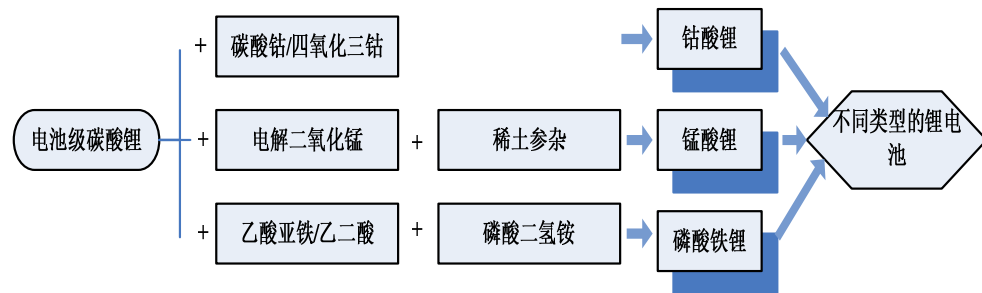 + 碳酸钴/四氧化三钴
钴酸锂
电池级碳酸锂
+ 电解二氧化锰 + 稀土参杂
锰酸锂
不同类型的锂电
池
+ 乙酸亚铁/乙二酸 + 磷酸二氢铵
磷酸铁锂